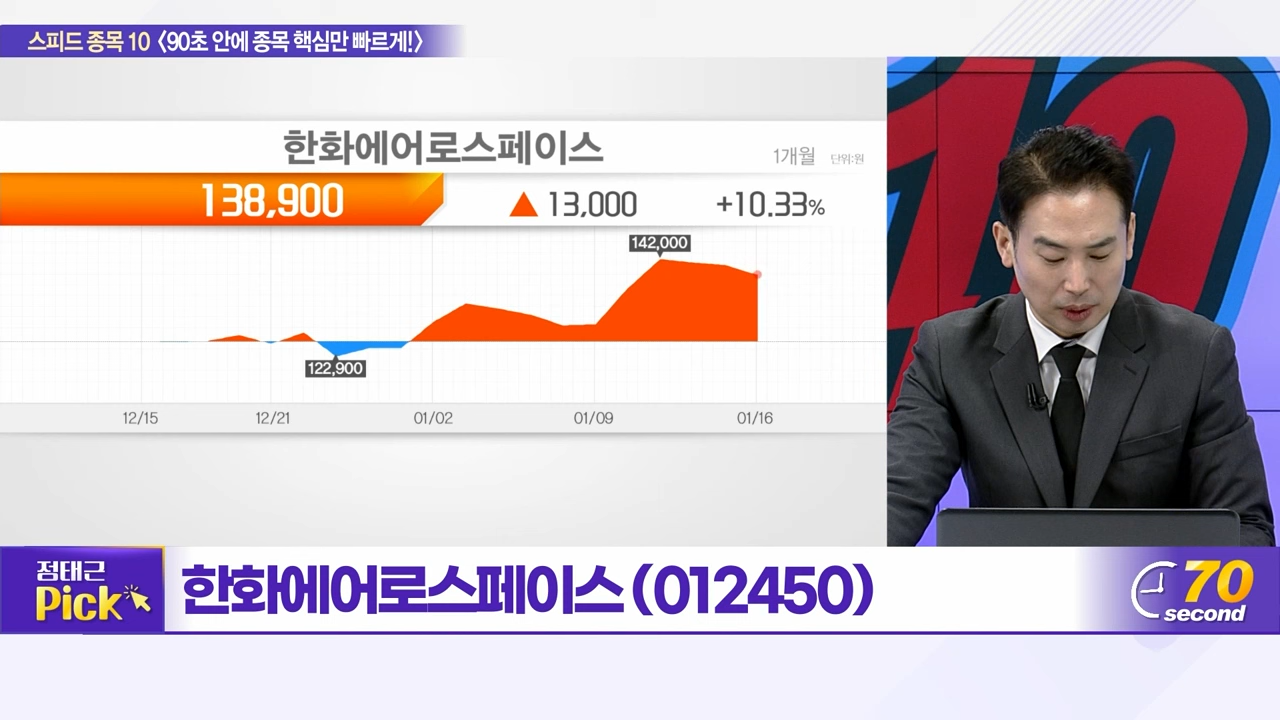 스피드 종목 10 〈90초 안에 종목 핵심만 빠르게!〉
한화에어로스페이스
1개월 단위:원
138,900 ▲ 13,000 +10.33%
142,000
122,900
12/15 12/21 01/02 01/09 01/16
정태근
Pick
한화에어로스페이스(012450)
70
second
10